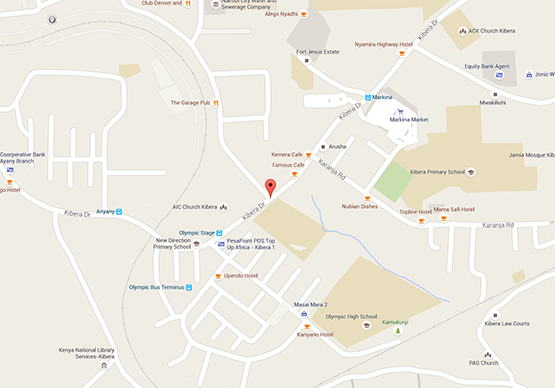 Nairobi City Water and
Sewerage Company
Club Denver and
Alego Nyadhi
ACK Church Kibera
Fort Jesus Estate
Nyamira Highway Hotel
Kibera Dr
Equity Bank Agent
Joniz W
Markina
Mwakilishi
The Garage Pub
Kibera Dr
Markina Market
Kemera Cafe
Arusha
Jamia Mosque Kib
Cooperative Bank
Ayany Branch
Famous Cafe
Karanja Rd
Kibera Primary School
ego Hotel
Kibera Dr
Anyany
AIC Church Kibera
Kibera Dr
Nubian Dishes
Mama Safi Hotel
Topline Hotel
Karanja Rd
Olympic Stage
New Direction
Primary School
PesaPoint POS Top
Up Africa - Kibera 1
Upendo Hotel
Olympic Bus Terminus
Masai Mara 2
Olympic High School
Kamukunji
Kibera Law Courts
Kanyario Hotel
Kenya National Library
Services-Kibera
PAG Church